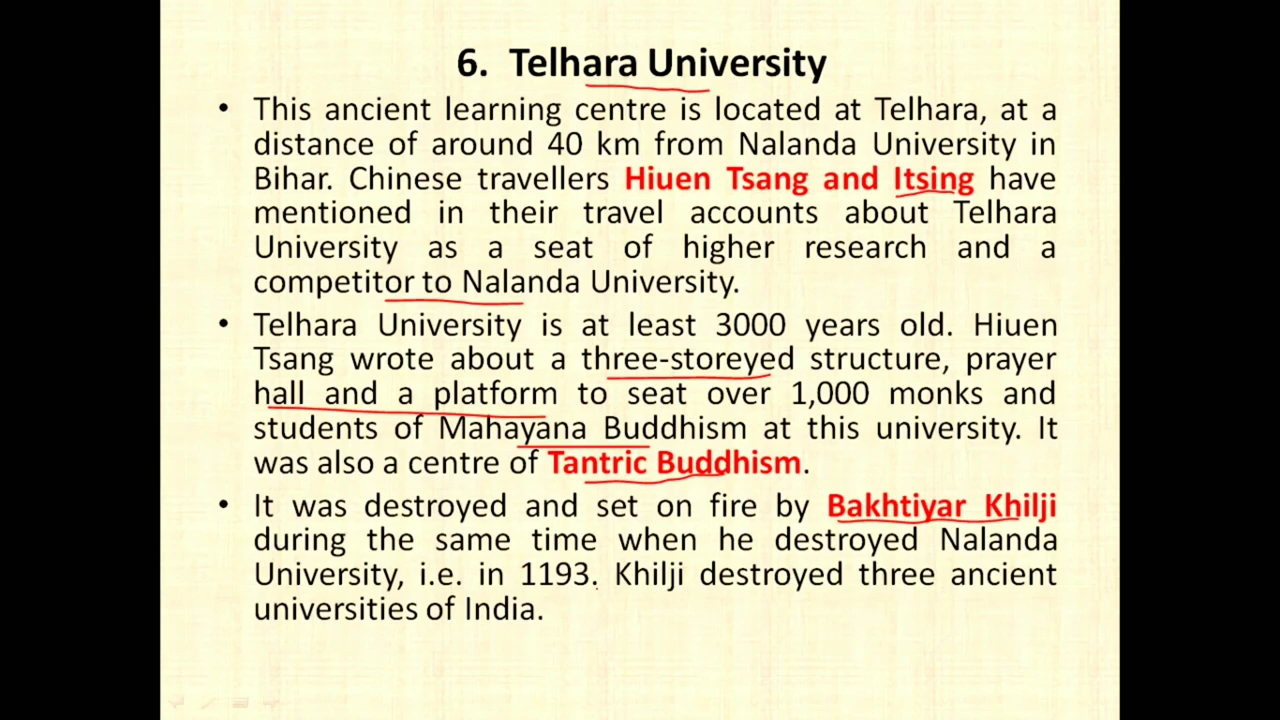 6. Telhara University
• This ancient learning centre is located at Telhara, at a
distance of around 40 km from Nalanda University in
Bihar. Chinese travellers Hiuen Tsang and Itsing have
mentioned in their travel accounts about Telhara
University as a seat of higher research and a
competitor to Nalanda University.
• Telhara University is at least 3000 years old. Hiuen
Tsang wrote about a three-storeyed structure, prayer
hall and a platform to seat over 1,000 monks and
students of Mahayana Buddhism at this university. It
was also a centre of Tantric Buddhism.
• It was destroyed and set on fire by Bakhtiyar Khilji
during the same time when he destroyed Nalanda
University, i.e. in 1193. Khilji destroyed three ancient
universities of India.